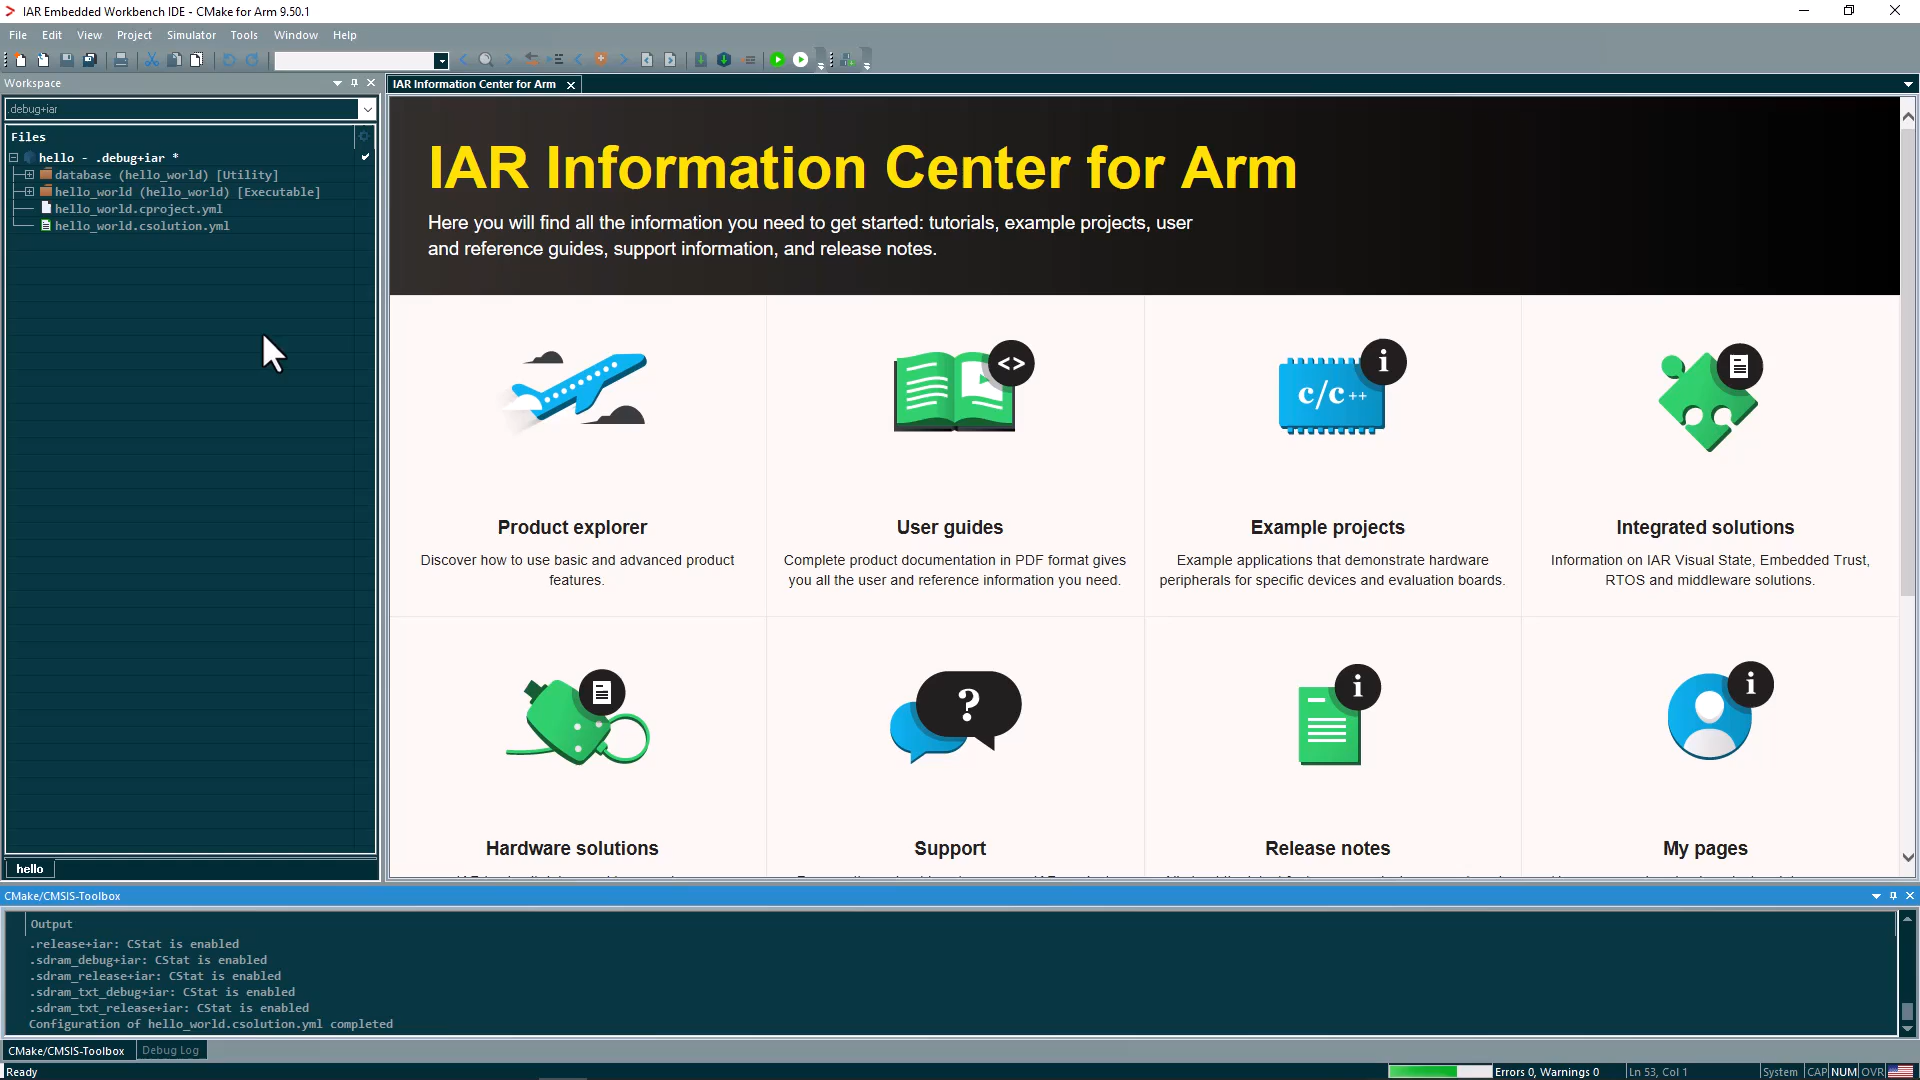 IAR Embedded Workbench IDE - CMake for Arm 9.50.1
File Edit View Project Simulator Tools Window Help
Workspace
IAR Information Center for Arm
debug+iar
Files
hello - .debug+iar *
database (hello_world) [Utility]
hello_world (hello_world) [Executable]
hello_world.cproject.yml
hello_world.csolution.yml
hello
IAR Information Center for Arm
Here you will find all the information you need to get started: tutorials, example projects, user
and reference guides, support information, and release notes.
<>
i
c/c++
Product explorer
Discover how to use basic and advanced product
features.
User guides
Complete product documentation in PDF format gives
you all the user and reference information you need.
Example projects
Example applications that demonstrate hardware
peripherals for specific devices and evaluation boards.
Integrated solutions
Information on IAR Visual State, Embedded Trust,
RTOS and middleware solutions.
?
i
i
Hardware solutions
Support
Release notes
My pages
CMake/CMSIS-Toolbox
Output
.release+iar: CStat is enabled
.sdram_debug+iar: CStat is enabled
.sdram_release+iar: CStat is enabled
.sdram_txt_debug+iar: CStat is enabled
.sdram_txt_release+iar: CStat is enabled
Configuration of hello_world.csolution.yml completed
CMake/CMSIS-Toolbox Debug Log
Ready
Errors 0, Warnings 0
Ln 53, Col 1
System CAP NUM OVR